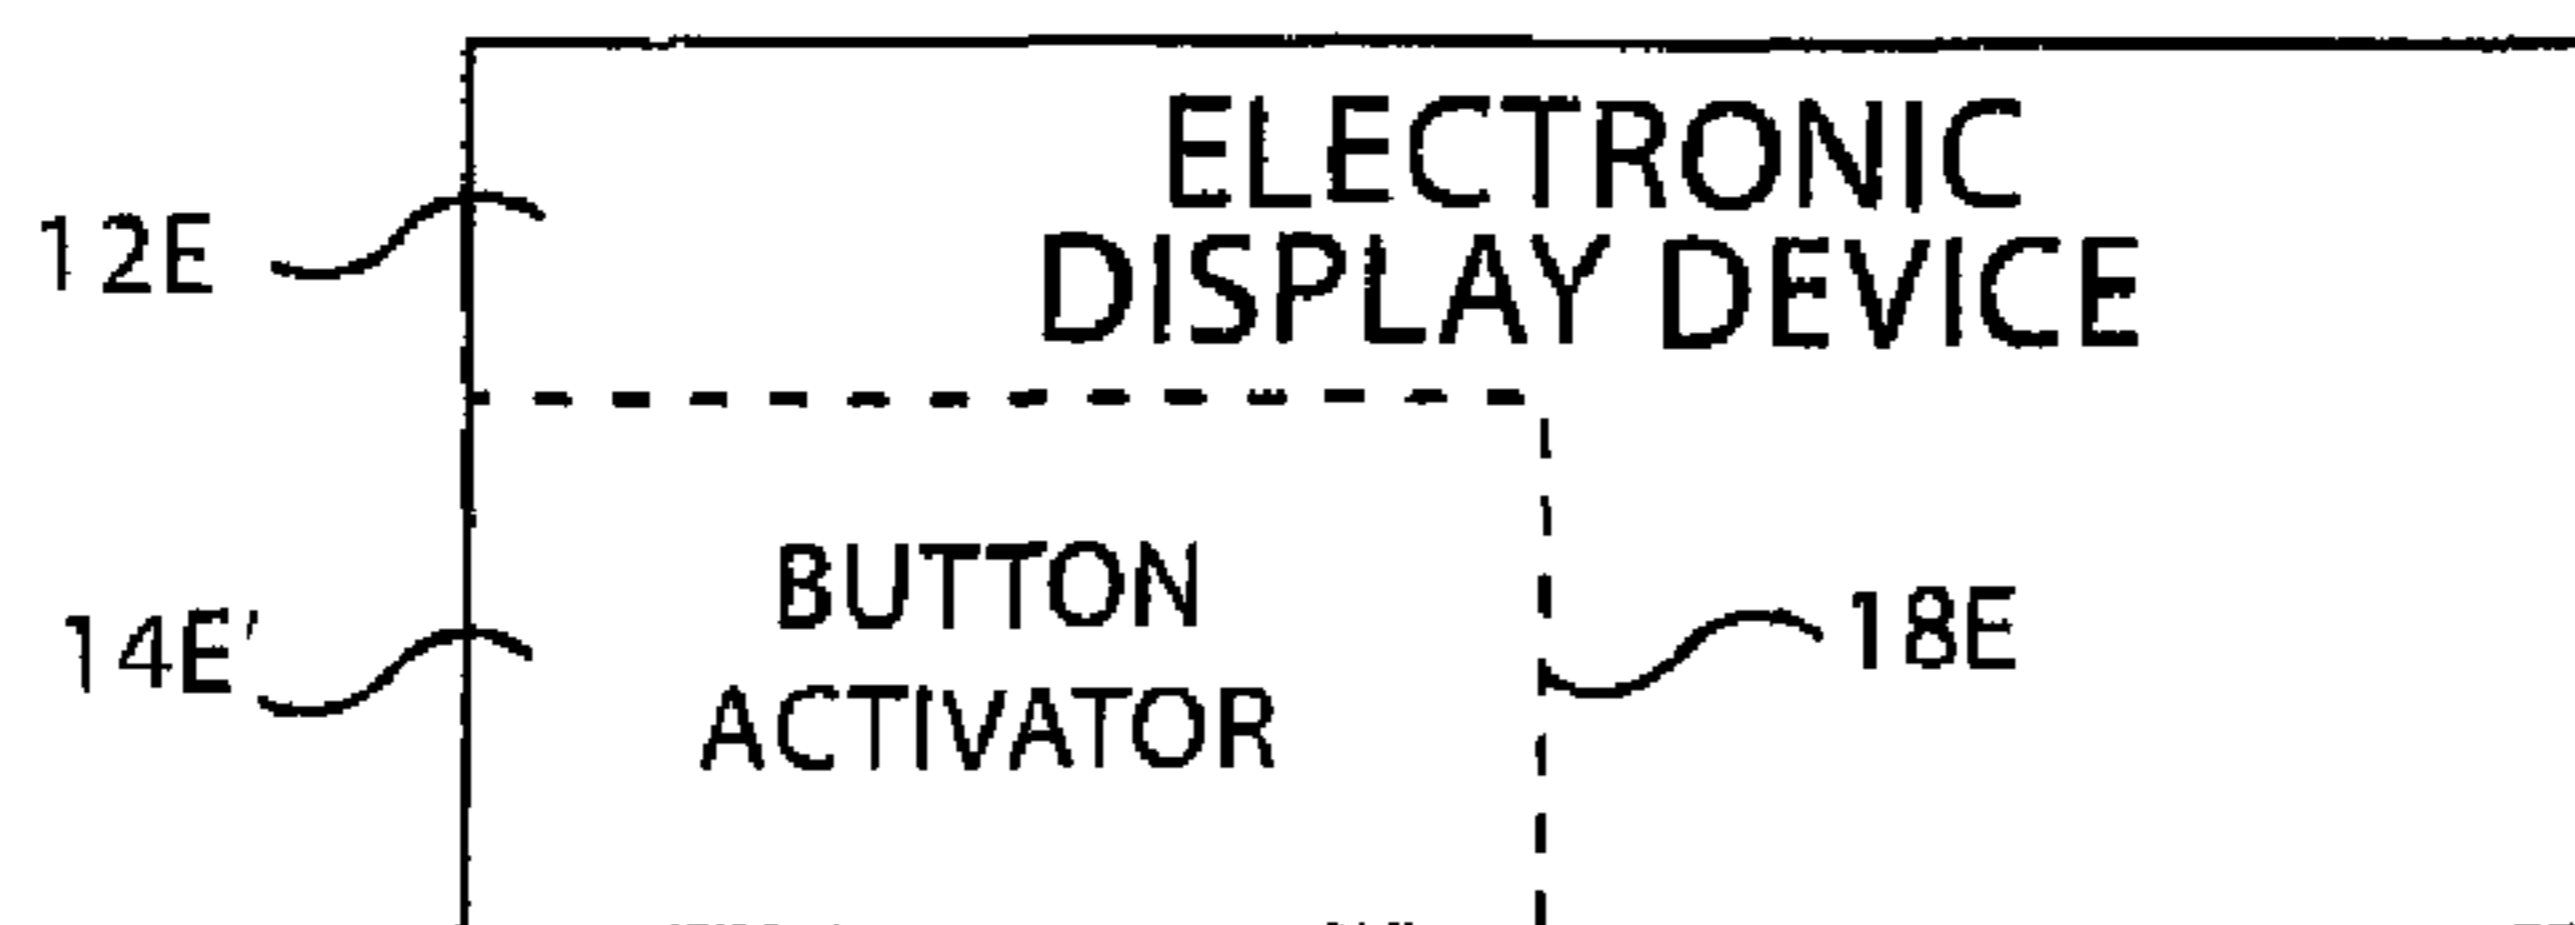 ELECTRONIC
DISPLAY DEVICE
12E
BUTTON
ACTIVATOR
14E'
18E